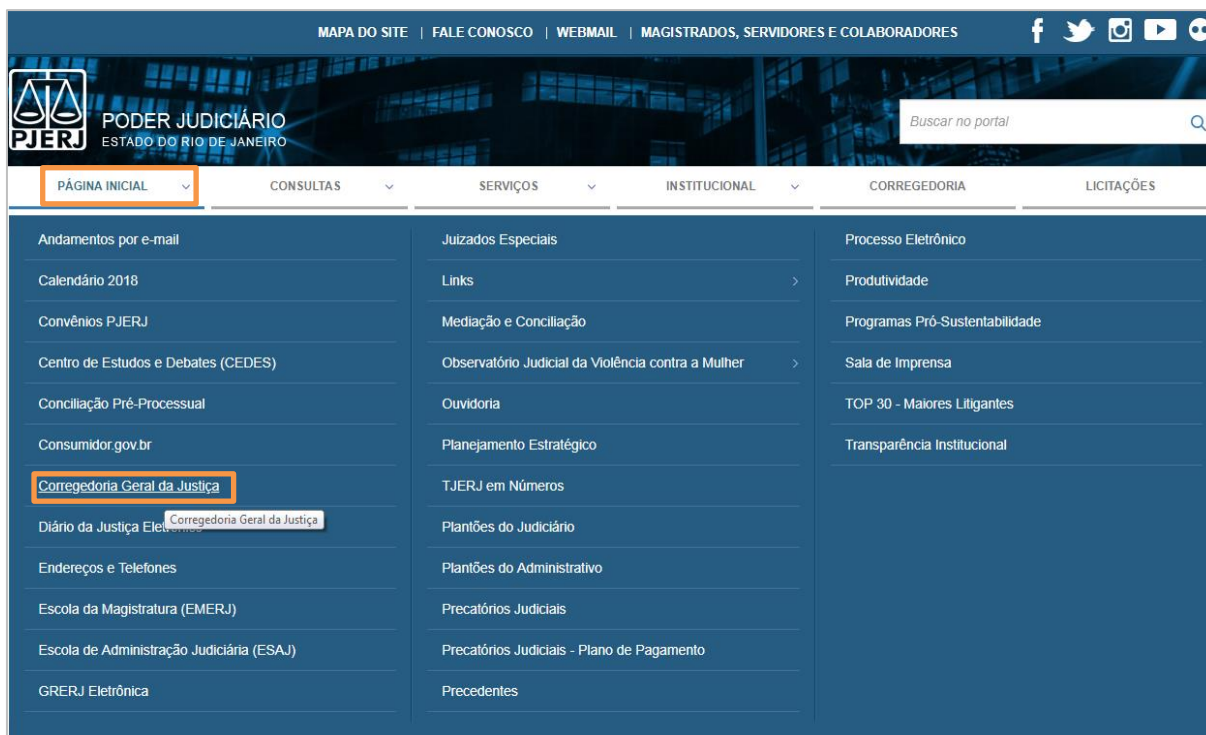 MAPA DO SITE | FALE CONOSCO | WEBMAIL | MAGISTRADOS, SERVIDORES E COLABORADORES
PJERJ
PODER JUDICIÁRIO
ESTADO DO RIO DE JANEIRO
Buscar no portal
PÁGINA INICIAL CONSULTAS SERVIÇOS INSTITUCIONAL CORREGEDORIA LICITAÇÕES
Andamentos por e-mail
Calendário 2018
Convênios PJERJ
Centro de Estudos e Debates (CEDES)
Conciliação Pré-Processual
Consumidor.gov.br
Corregedoria Geral da Justiça
Corregedoria Geral da Justiça
Diário da Justiça
Endereços e Telefones
Escola da Magistratura (EMERJ)
Escola de Administração Judiciária (ESAJ)
GRERJ Eletrônica
Juizados Especiais
Links
Mediação e Conciliação
Observatório Judicial da Violência contra a Mulher
Ouvidoria
Planejamento Estratégico
TJERJ em Números
Plantões do Judiciário
Plantões do Administrativo
Precatórios Judiciais
Precatórios Judiciais - Plano de Pagamento
Precedentes
Processo Eletrônico
Produtividade
Programas Pró-Sustentabilidade
Sala de Imprensa
TOP 30 - Maiores Litigantes
Transparência Institucional